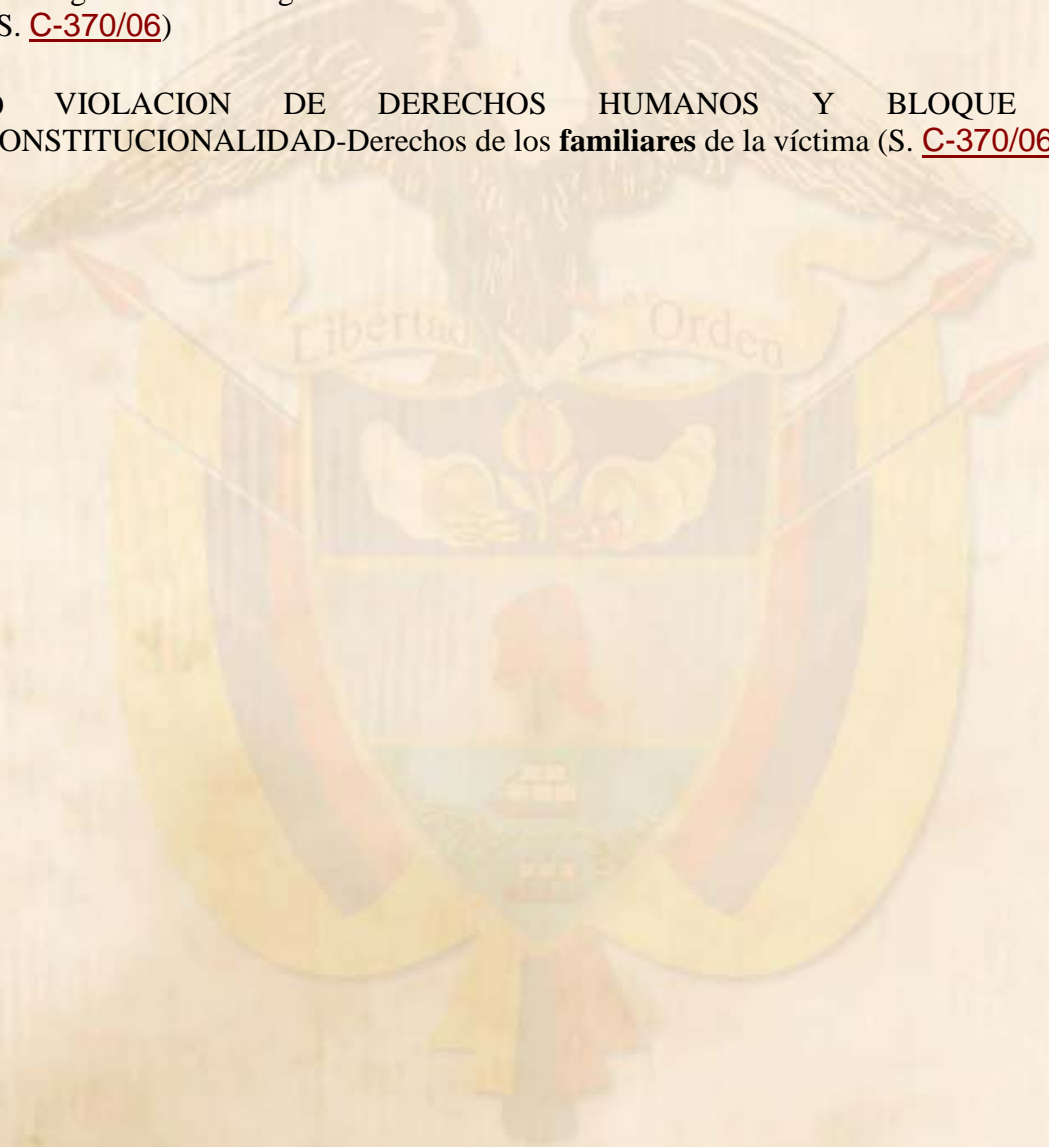 S. C-370/06)
VIOLACION DE DERECHOS HUMANOS Y BLOQUE
ONSTITUCIONALIDAD-Derechos de los familiares de la víctima (S. C-370/06
Libertad y Orden